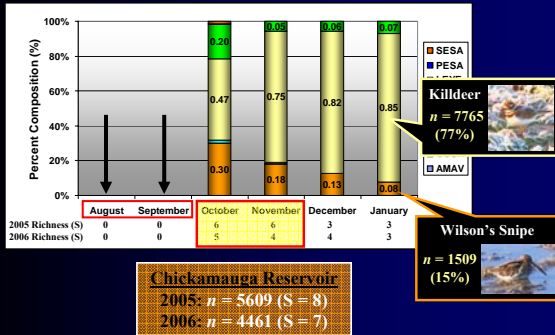 100%
80%
60%
40%
20%
0%
Percent Composition (%)
0.20
0.47
0.30
0.05
0.75
0.18
0.06
0.82
0.13
0.07
0.85
0.08
SESA
PESA
AMAV
Killdeer
n = 7765
(77%)
August September October November December January
2005 Richness (S) 0 0 6 6 3 3
2006 Richness (S) 0 0 5 4 4 3
Wilson's Snipe
n = 1509
(15%)
Chickamauga Reservoir
2005: n = 5609 (S = 8)
2006: n = 4461 (S = 7)